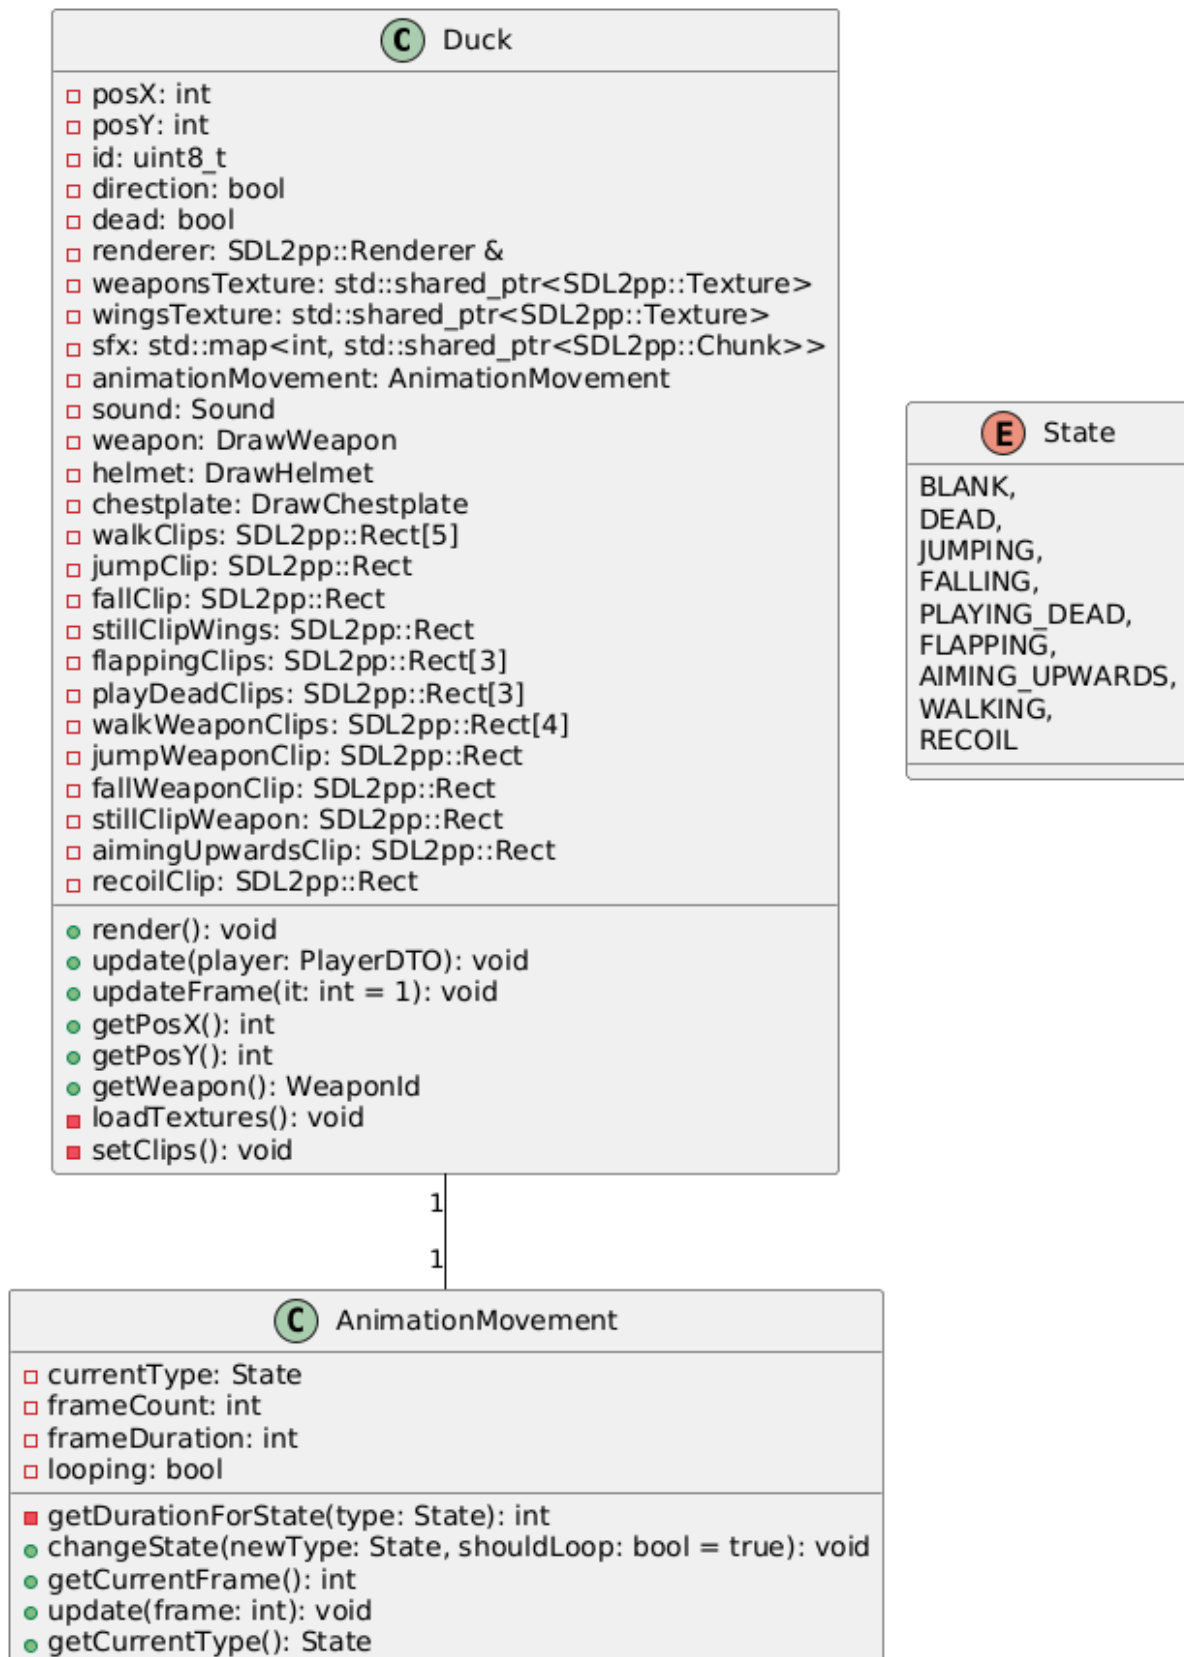 C Duck
posX: int
posY: int
id: uint8_t
direction: bool
dead: bool
renderer: SDL2pp::Renderer &
weaponsTexture: std::shared_ptr<SDL2pp::Texture>
wingsTexture: std::shared_ptr<SDL2pp::Texture>
sfx: std::map<int, std::shared_ptr<SDL2pp::Chunk>>
animationMovement: AnimationMovement
sound: Sound
weapon: DrawWeapon
helmet: DrawHelmet
chestplate: DrawChestplate
walkClips: SDL2pp::Rect[5]
jumpClip: SDL2pp::Rect
fallClip: SDL2pp::Rect
stillClipWings: SDL2pp::Rect
flappingClips: SDL2pp::Rect[3]
playDeadClips: SDL2pp::Rect[3]
walkWeaponClips: SDL2pp::Rect[4]
jumpWeaponClip: SDL2pp::Rect
fallWeaponClip: SDL2pp::Rect
stillClipWeapon: SDL2pp::Rect
aimingUpwardsClip: SDL2pp::Rect
recoilClip: SDL2pp::Rect
render(): void
update(player: PlayerDTO): void
updateFrame(it: int = 1): void
getPosX(): int
getPosY(): int
getWeapon(): WeaponId
loadTextures(): void
setClips(): void
E State
BLANK,
DEAD,
JUMPING,
FALLING,
PLAYING_DEAD,
FLAPPING,
AIMING_UPWARDS,
WALKING,
RECOIL
1
1
C AnimationMovement
currentType: State
frameCount: int
frameDuration: int
looping: bool
getDurationForState(type: State): int
changeState(newType: State, shouldLoop: bool = true): void
getCurrentFrame(): int
update(frame: int): void
getCurrentType(): State